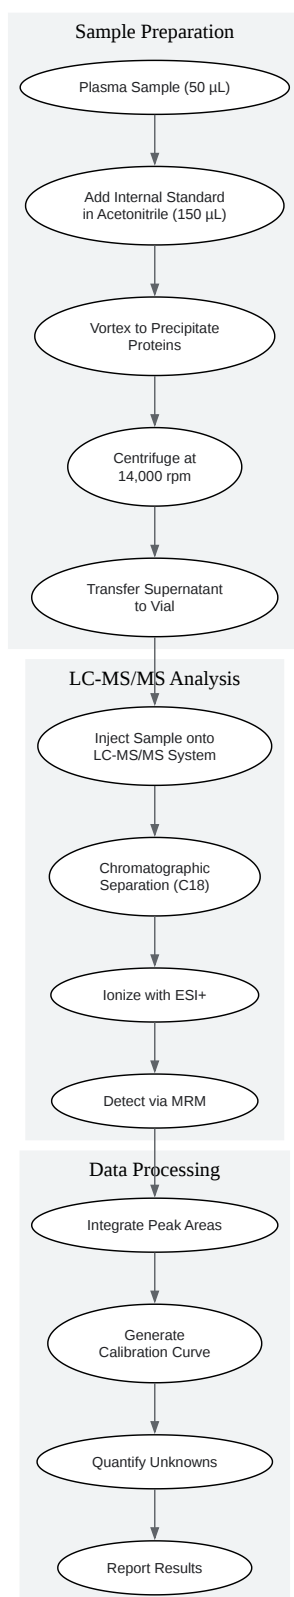 Sample Preparation
Plasma Sample (50 µL)
Add Internal Standard
in Acetonitrile (150 µL)
Vortex to Precipitate
Proteins
Centrifuge at
14,000 rpm
Transfer Supernatant
to Vial
LC-MS/MS Analysis
Inject Sample onto
LC-MS/MS System
Chromatographic
Separation (C18)
Ionize with ESI+
Detect via MRM
Data Processing
Integrate Peak Areas
Generate
Calibration Curve
Quantify Unknowns
Report Results